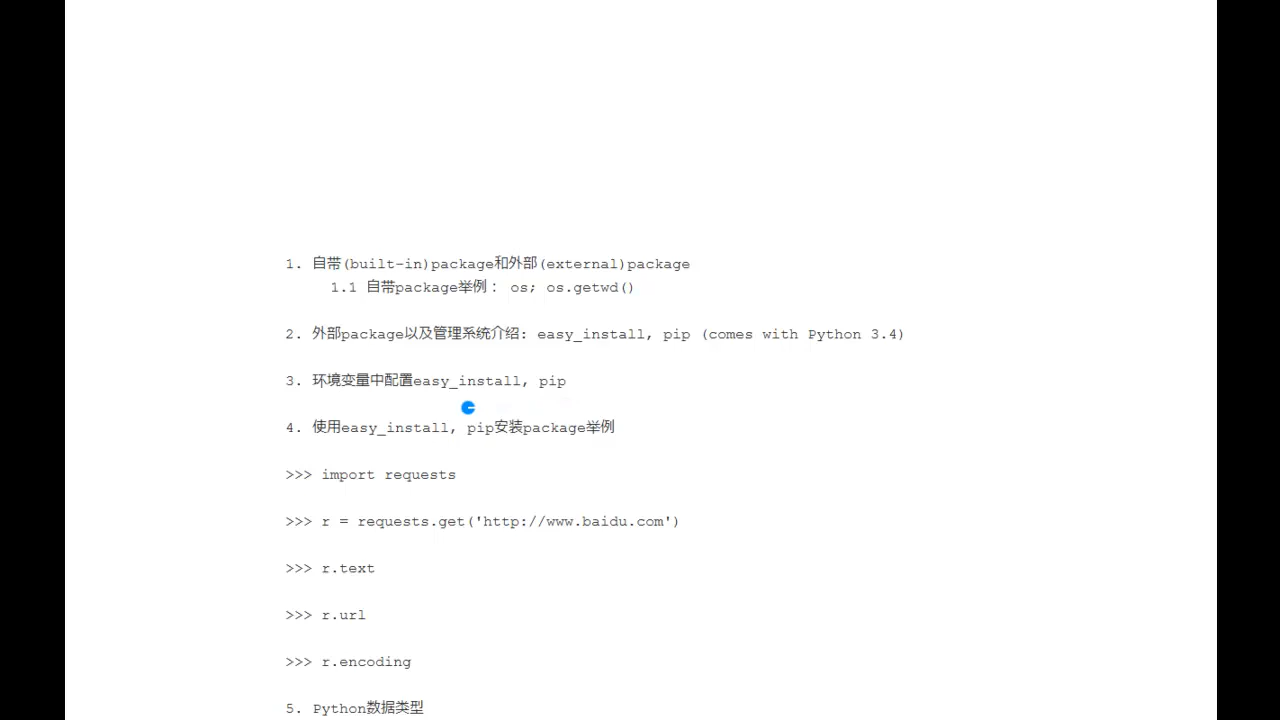 1. 自带(built-in)package和外部(external)package
1.1 自带package举例： os; os.getwd()
2. 外部package以及管理系统介绍: easy_install, pip (comes with Python 3.4)
3. 环境变量中配置easy_install, pip
4. 使用easy_install, pip安装package举例
>>> import requests
>>> r = requests.get('http://www.baidu.com')
>>> r.text
>>> r.url
>>> r.encoding
5. Python数据类型